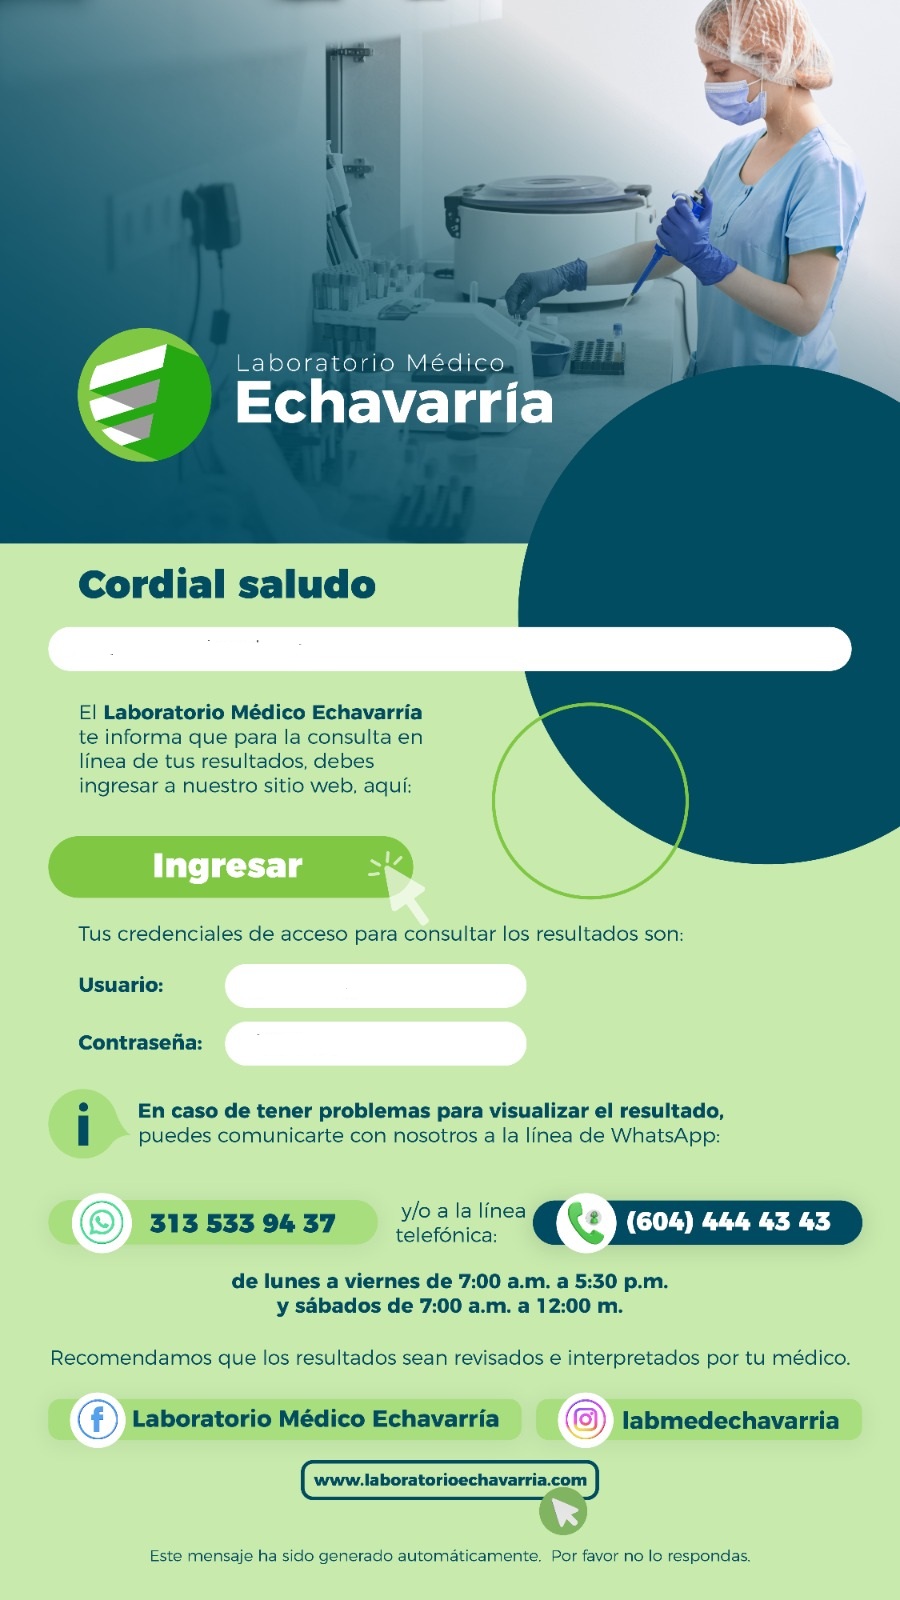 Laboratorio Médico
Echavarría
Cordial saludo
El Laboratorio Médico Echavarría
te informa que para la consulta en
línea de tus resultados, debes
ingresar a nuestro sitio web, aquí:
Ingresar
Tus credenciales de acceso para consultar los resultados son:
Usuario:
Contraseña:
i
En caso de tener problemas para visualizar el resultado,
puedes comunicarte con nosotros a la línea de WhatsApp:
313 533 94 37
y/o a la línea
telefónica:
(604) 444 43 43
de lunes a viernes de 7:00 a.m. a 5:30 p.m.
y sábados de 7:00 a.m. a 12:00 m.
Recomendamos que los resultados sean revisados e interpretados por tu médico.
Laboratorio Médico Echavarría
labmedechavarria
www.laboratorioechavarria.com
Este mensaje ha sido generado automáticamente. Por favor no lo respondas.